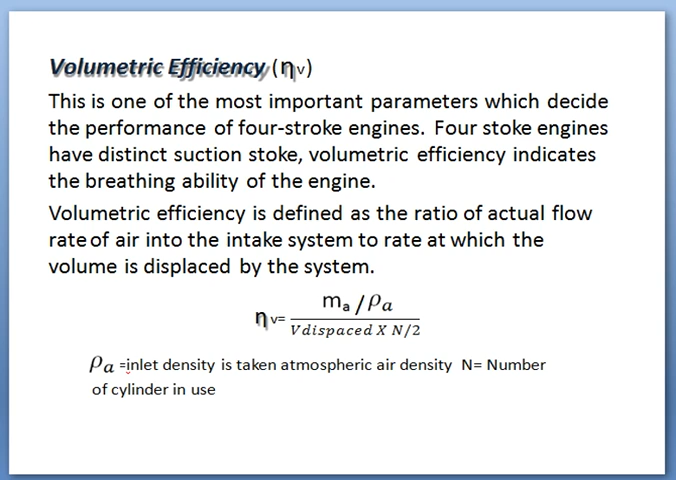 Volumetric Efficiency (ηv)
This is one of the most important parameters which decide
the performance of four-stroke engines. Four stoke engines
have distinct suction stoke, volumetric efficiency indicates
the breathing ability of the engine.
Volumetric efficiency is defined as the ratio of actual flow
rate of air into the intake system to rate at which the
volume is displaced by the system.
ηv= ma/ρa
Vdispaced X N/2
ρa =inlet density is taken atmospheric air density N= Number
of cylinder in use